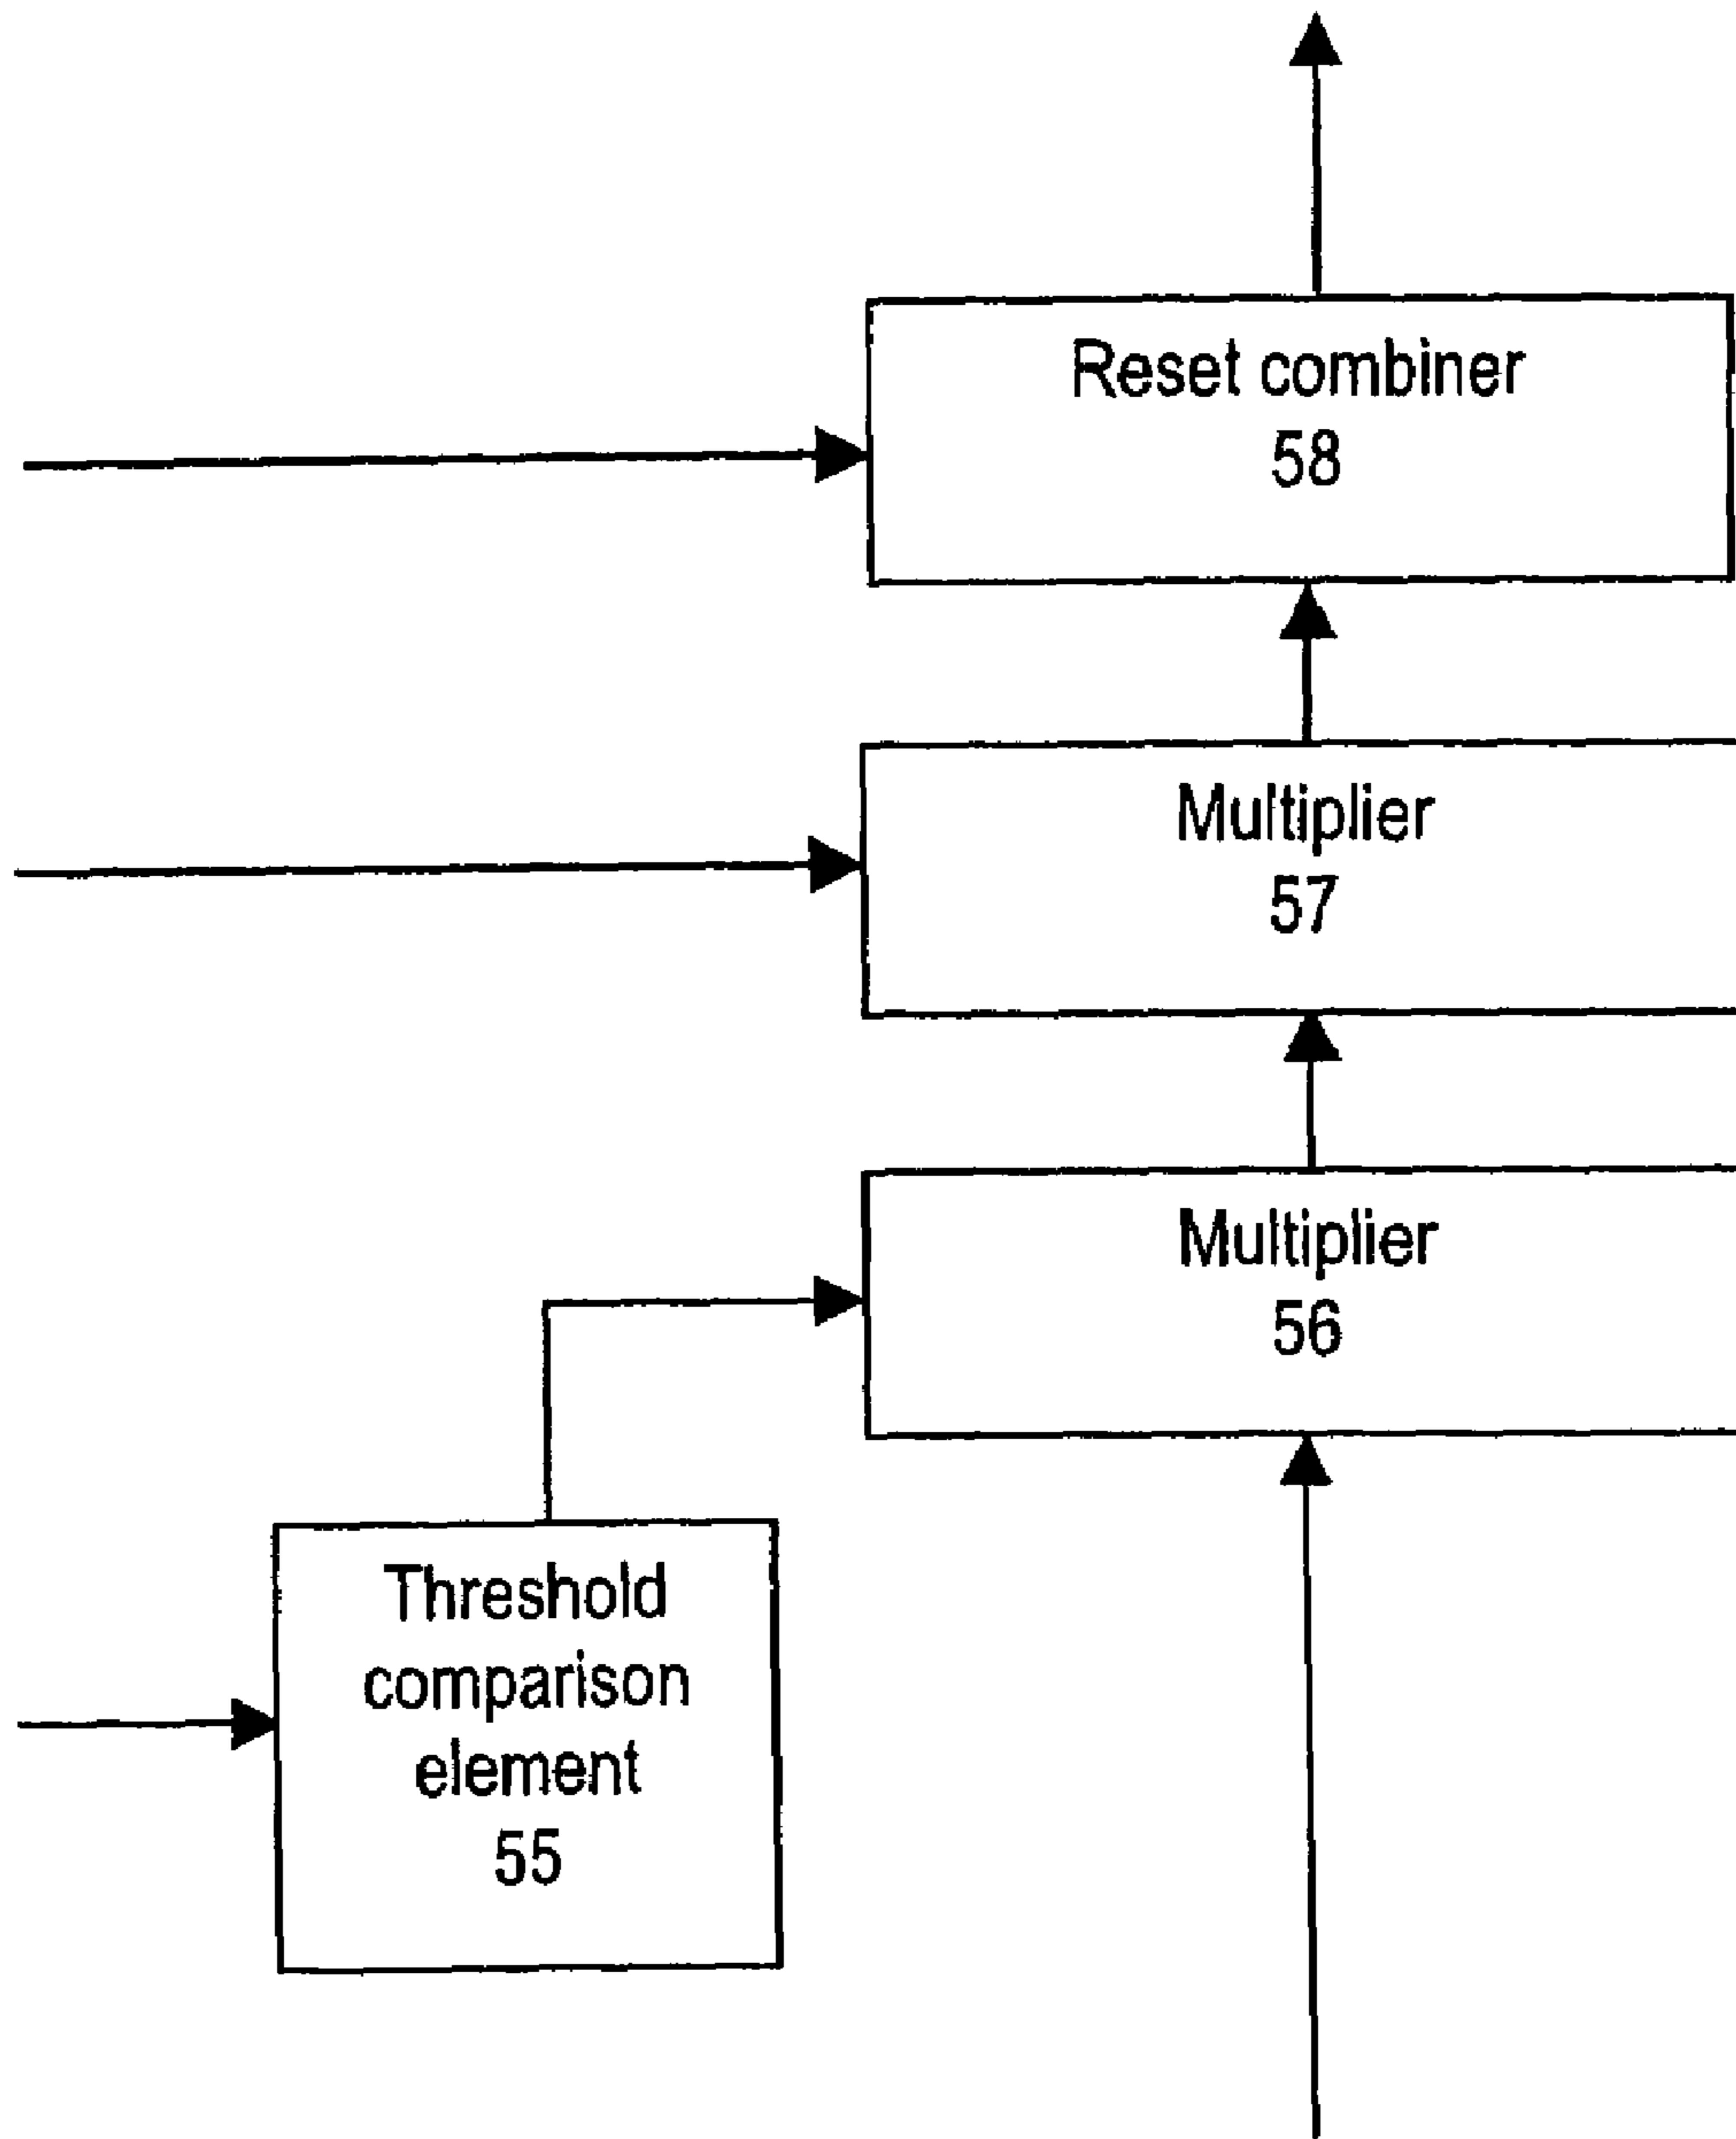 Reset combiner
58
Multiplier
57
Multiplier
56
Threshold
comparison
element
55